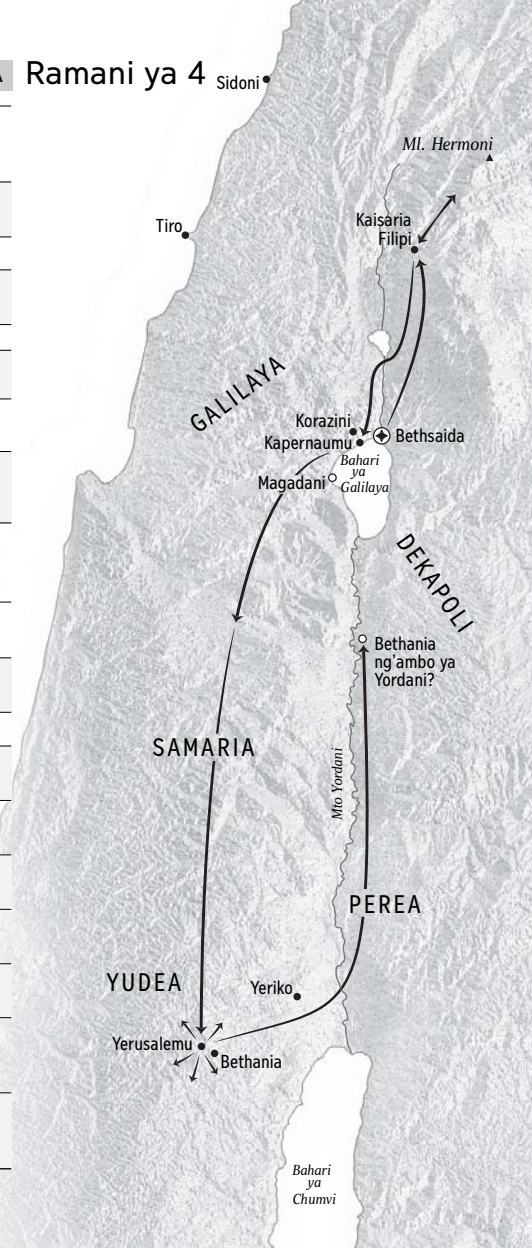 A Ramani ya 4
Sidoni
Ml. Hermoni
Tiro
Kaisaria
Filipi
GALILAYA
Korazini
Kapernaumu
Bethsaida
Bahari
ya
Galilaya
Magadani
DEKAPOLI
Bethania
ng'ambo ya
Yordani?
SAMARIA
Mto Yordani
PEREA
YUDEA
Yeriko
Yerusalemu
Bethania
Bahari
ya
Chumvi